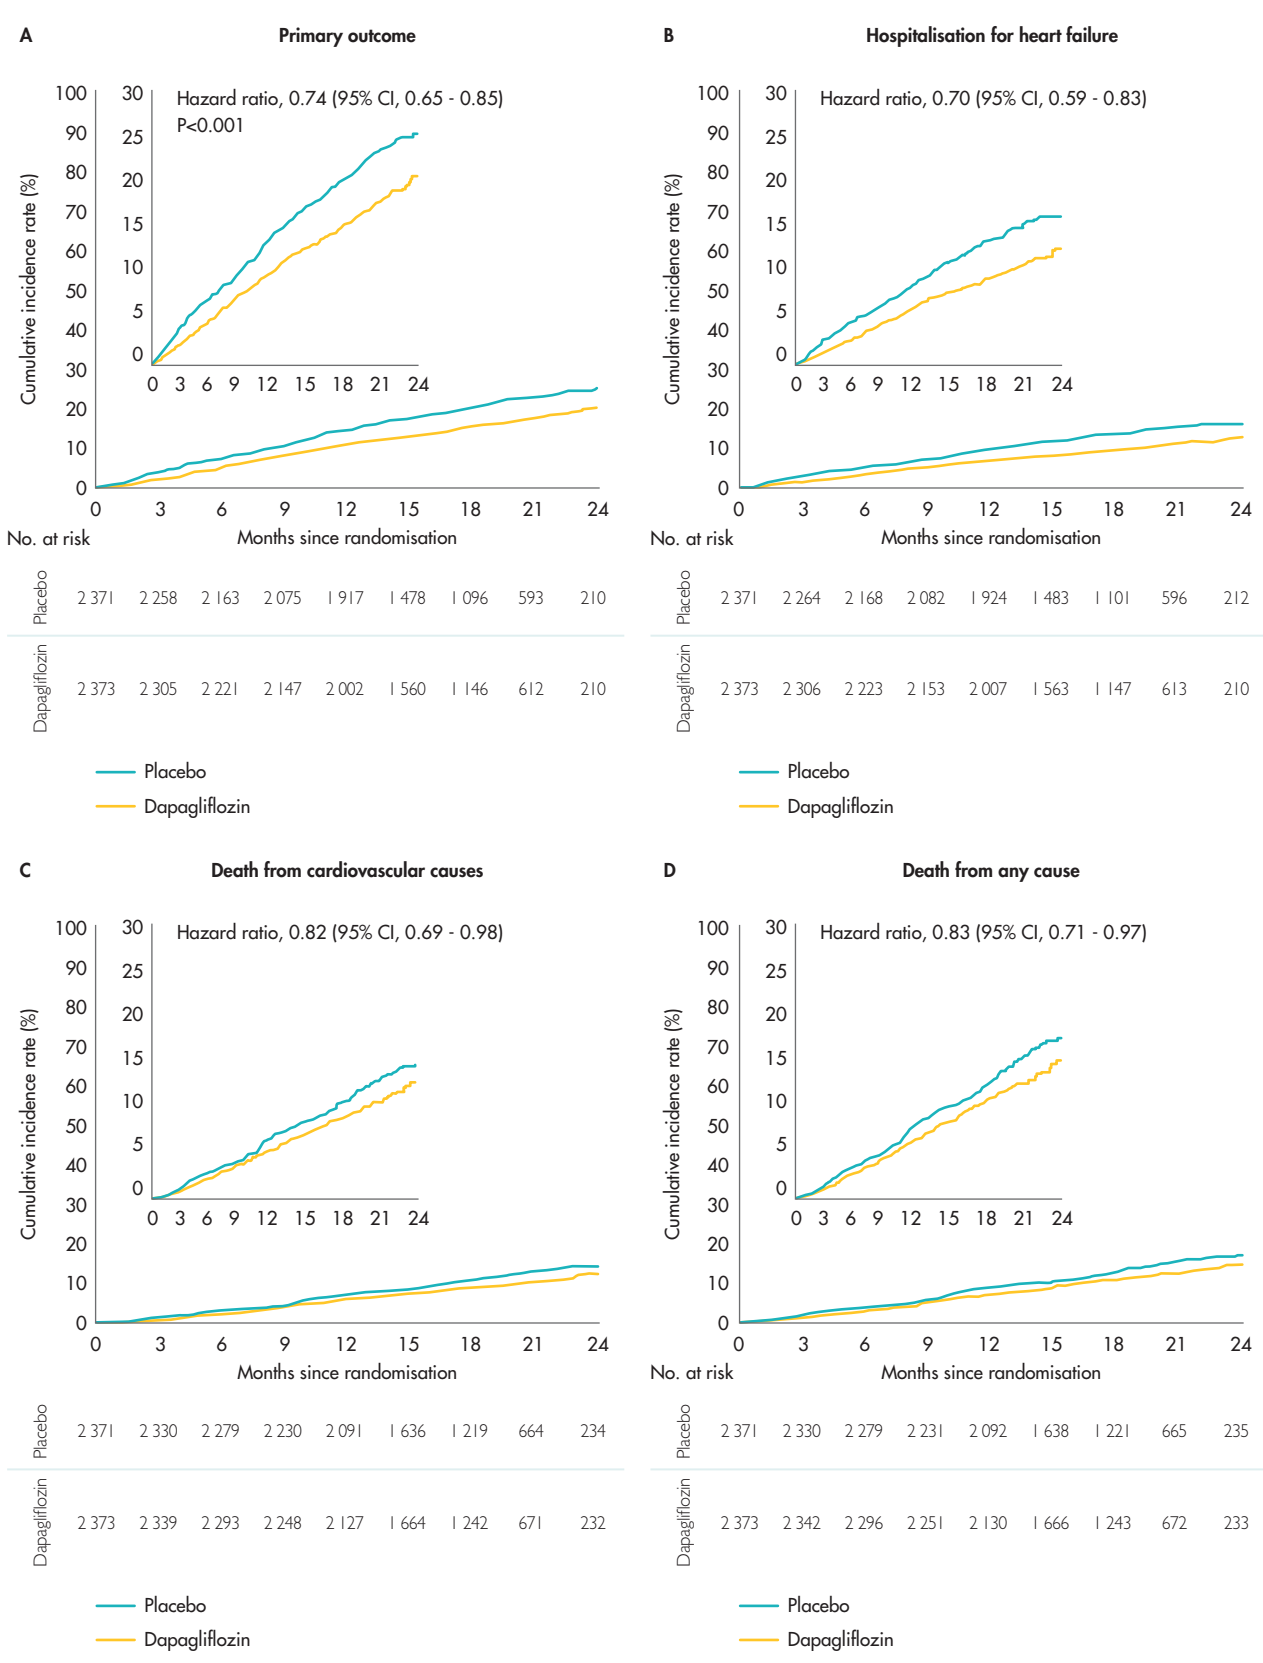 A Primary outcome
Cumulative incidence rate (%)
100
90
80
70
60
50
40
30
20
10
0
30
25
20
15
10
5
0
Hazard ratio, 0.74 (95% CI, 0.65 - 0.85)
P<0.001
0 3 6 9 12 15 18 21 24
0 3 6 9 12 15 18 21 24
No. at risk Months since randomisation
Placebo 2 371 2 258 2 163 2 075 1 917 1 478 1 096 593 210
Dapagliflozin 2 373 2 305 2 221 2 147 2 002 1 560 1 146 612 210
Placebo
Dapagliflozin
B Hospitalisation for heart failure
Cumulative incidence rate (%)
100
90
80
70
60
50
40
30
20
10
0
30
25
20
15
10
5
0
Hazard ratio, 0.70 (95% CI, 0.59 - 0.83)
0 3 6 9 12 15 18 21 24
0 3 6 9 12 15 18 21 24
No. at risk Months since randomisation
Placebo 2 371 2 264 2 168 2 082 1 924 1 483 1 101 596 212
Dapagliflozin 2 373 2 306 2 223 2 153 2 007 1 563 1 147 613 210
Placebo
Dapagliflozin
C Death from cardiovascular causes
Cumulative incidence rate (%)
100
90
80
70
60
50
40
30
20
10
0
30
25
20
15
10
5
0
Hazard ratio, 0.82 (95% CI, 0.69 - 0.98)
0 3 6 9 12 15 18 21 24
0 3 6 9 12 15 18 21 24
Months since randomisation
Placebo 2 371 2 330 2 279 2 230 2 091 1 636 1 219 664 234
Dapagliflozin 2 373 2 339 2 293 2 248 2 127 1 664 1 242 671 232
Placebo
Dapagliflozin
D Death from any cause
Cumulative incidence rate (%)
100
90
80
70
60
50
40
30
20
10
0
30
25
20
15
10
5
0
Hazard ratio, 0.83 (95% CI, 0.71 - 0.97)
0 3 6 9 12 15 18 21 24
0 3 6 9 12 15 18 21 24
No. at risk Months since randomisation
Placebo 2 371 2 330 2 279 2 231 2 092 1 638 1 221 665 235
Dapagliflozin 2 373 2 342 2 296 2 251 2 130 1 666 1 243 672 233
Placebo
Dapagliflozin